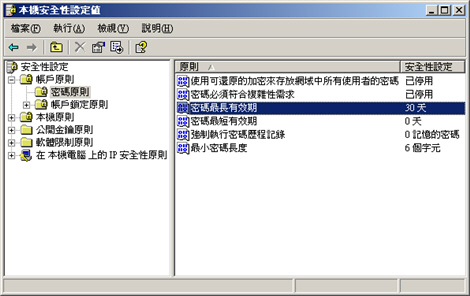 本機安全性設定值
檔案(F) 執行(A) 檢視(V) 說明(H)
安全性設定
帳戶原則
密碼原則
帳戶鎖定原則
本機原則
公開金鑰原則
軟體限制原則
在 本機電腦 上的 IP 安全性原則
原則 安全性設定
使用可還原的加密來存放網域中所有使用者的密碼 已停用
密碼必須符合複雜性需求 已停用
密碼最長有效期 30 天
密碼最短有效期 0 天
強制執行密碼歷程記錄 0 記憶的密碼
最小密碼長度 6 個字元